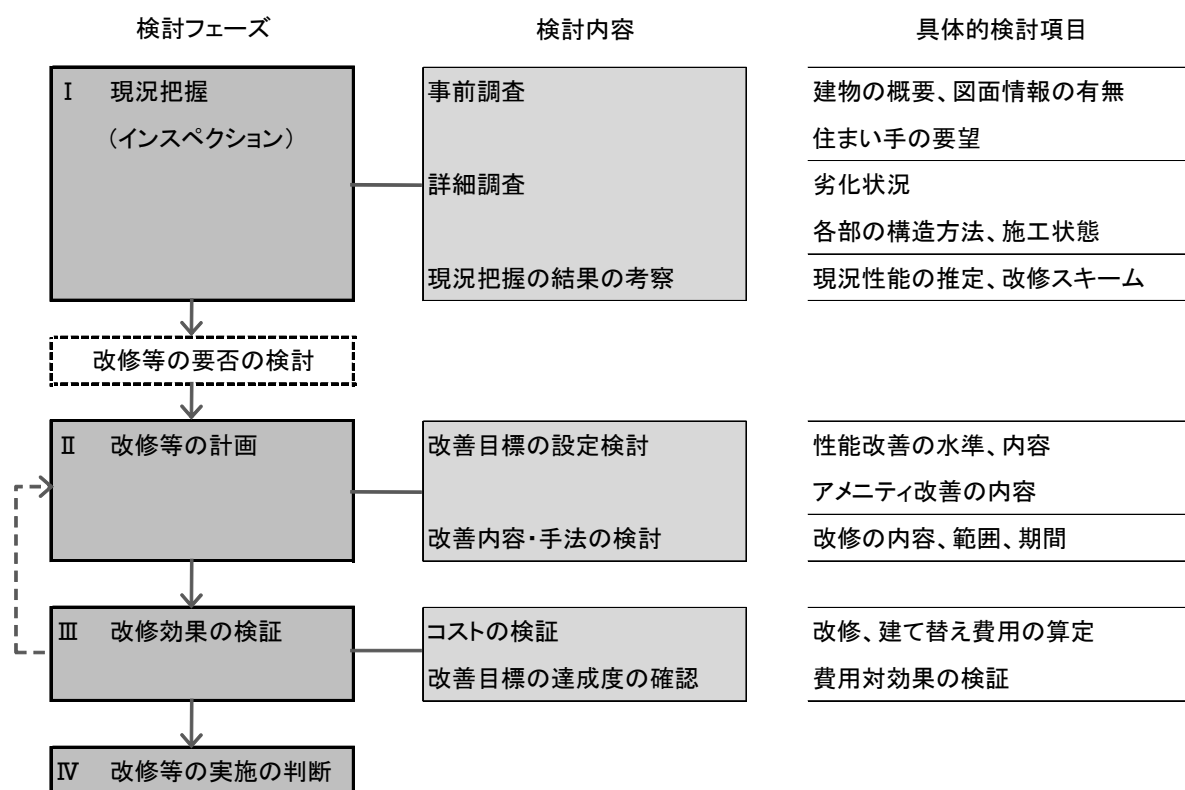 検討フェーズ 検討内容 具体的検討項目
Ⅰ 現況把握 事前調査 建物の概要、図面情報の有無
(インスペクション) 住まい手の要望
詳細調査 劣化状況
各部の構造方法、施工状態
現況把握の結果の考察 現況性能の推定、改修スキーム
改修等の要否の検討
Ⅱ 改修等の計画 改善目標の設定検討 性能改善の水準、内容
アメニティ改善の内容
改善内容・手法の検討 改修の内容、範囲、期間
Ⅲ 改修効果の検証 コストの検証 改修、建て替え費用の算定
改善目標の達成度の確認 費用対効果の検証
Ⅳ 改修等の実施の判断